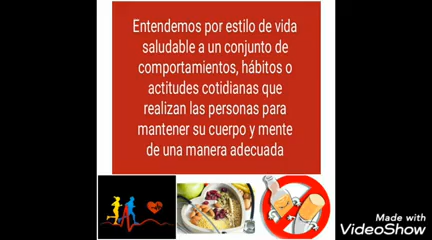 Entendemos por estilo de vida
saludable a un conjunto de
comportamientos, hábitos o
actitudes cotidianas que
realizan las personas para
mantener su cuerpo y mente
de una manera adecuada
Made with
VideoShow